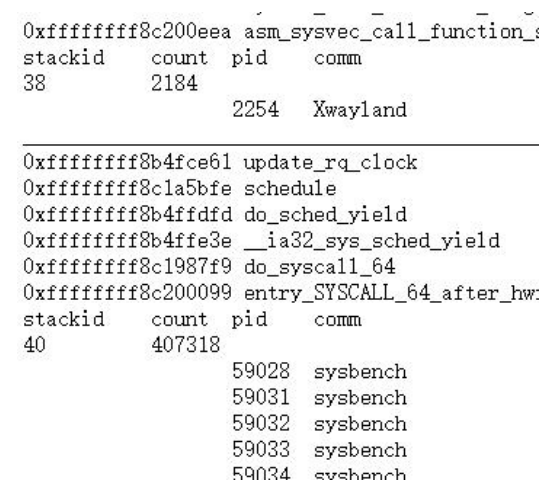 0xffffffff8c200eea asm_sysvec_call_function_s
stackid count pid comm
38 2184
2254 Xwayland
0xffffffff8b4fce61 update_rq_clock
0xffffffff8c1a5bfe schedule
0xffffffff8b4ffdfd do_sched_yield
0xffffffff8b4ffe3e __ia32_sys_sched_yield
0xffffffff8c1987f9 do_syscall_64
0xffffffff8c200099 entry_SYSCALL_64_after_hw
stackid count pid comm
40 407318
59028 sysbench
59031 sysbench
59032 sysbench
59033 sysbench
59034 sysbench